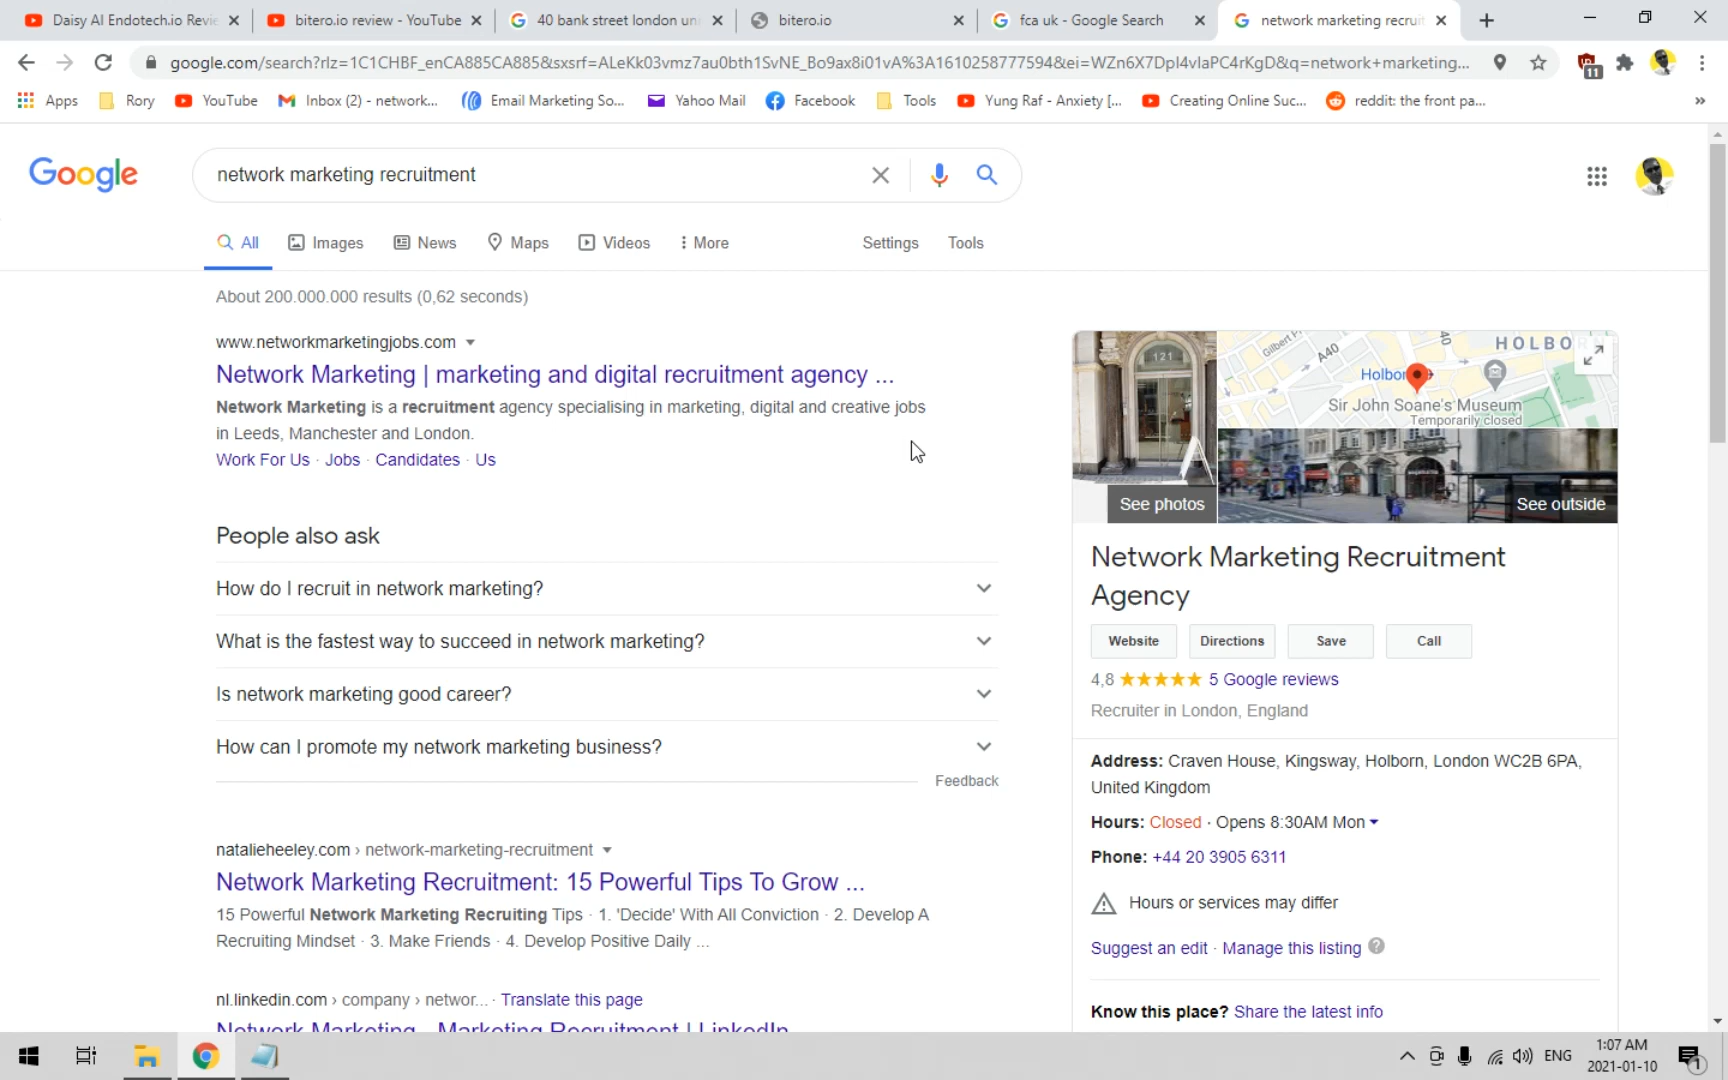 Daisy AI Endotech.io Revie
bitero.io review - YouTube
40 bank street london uni
bitero.io
fca uk - Google Search
network marketing recruit
google.com/search?rlz=1C1CHBF_enCA885CA885&sxsrf=ALeKk03vmz7au0bth1SvNE_Bo9ax8i01vA%3A1610258777594&ei=WZn6X7DpI4vIaPC4rKgD&q=network+marketing...
11
Apps
Rory
YouTube
Inbox (2) - network...
Email Marketing So...
Yahoo Mail
Facebook
Tools
Yung Raf - Anxiety [...
Creating Online Suc...
reddit: the front pa...
Google
network marketing recruitment
All
Images
News
Maps
Videos
More
Settings
Tools
About 200.000.000 results (0,62 seconds)
www.networkmarketingjobs.com
Network Marketing | marketing and digital recruitment agency ...
Network Marketing is a recruitment agency specialising in marketing, digital and creative jobs
in Leeds, Manchester and London.
Work For Us · Jobs · Candidates · Us
People also ask
How do I recruit in network marketing?
What is the fastest way to succeed in network marketing?
Is network marketing good career?
How can I promote my network marketing business?
Feedback
natalieheeley.com › network-marketing-recruitment
Network Marketing Recruitment: 15 Powerful Tips To Grow ...
15 Powerful Network Marketing Recruiting Tips · 1. 'Decide' With All Conviction · 2. Develop A
Recruiting Mindset · 3. Make Friends · 4. Develop Positive Daily ...
nl.linkedin.com › company › networ... · Translate this page
Network Marketing - Marketing Recruitment | LinkedIn
121
Gilbert Pl
A40
A40
HOLBO
Holbor
Sir John Soane's Museum
Temporarily closed
See photos
See outside
Network Marketing Recruitment
Agency
Website
Directions
Save
Call
4,8
5 Google reviews
Recruiter in London, England
Address: Craven House, Kingsway, Holborn, London WC2B 6PA,
United Kingdom
Hours: Closed · Opens 8:30AM Mon
Phone: +44 20 3905 6311
Hours or services may differ
Suggest an edit · Manage this listing
Know this place? Share the latest info
ENG
1:07 AM
2021-01-10
1